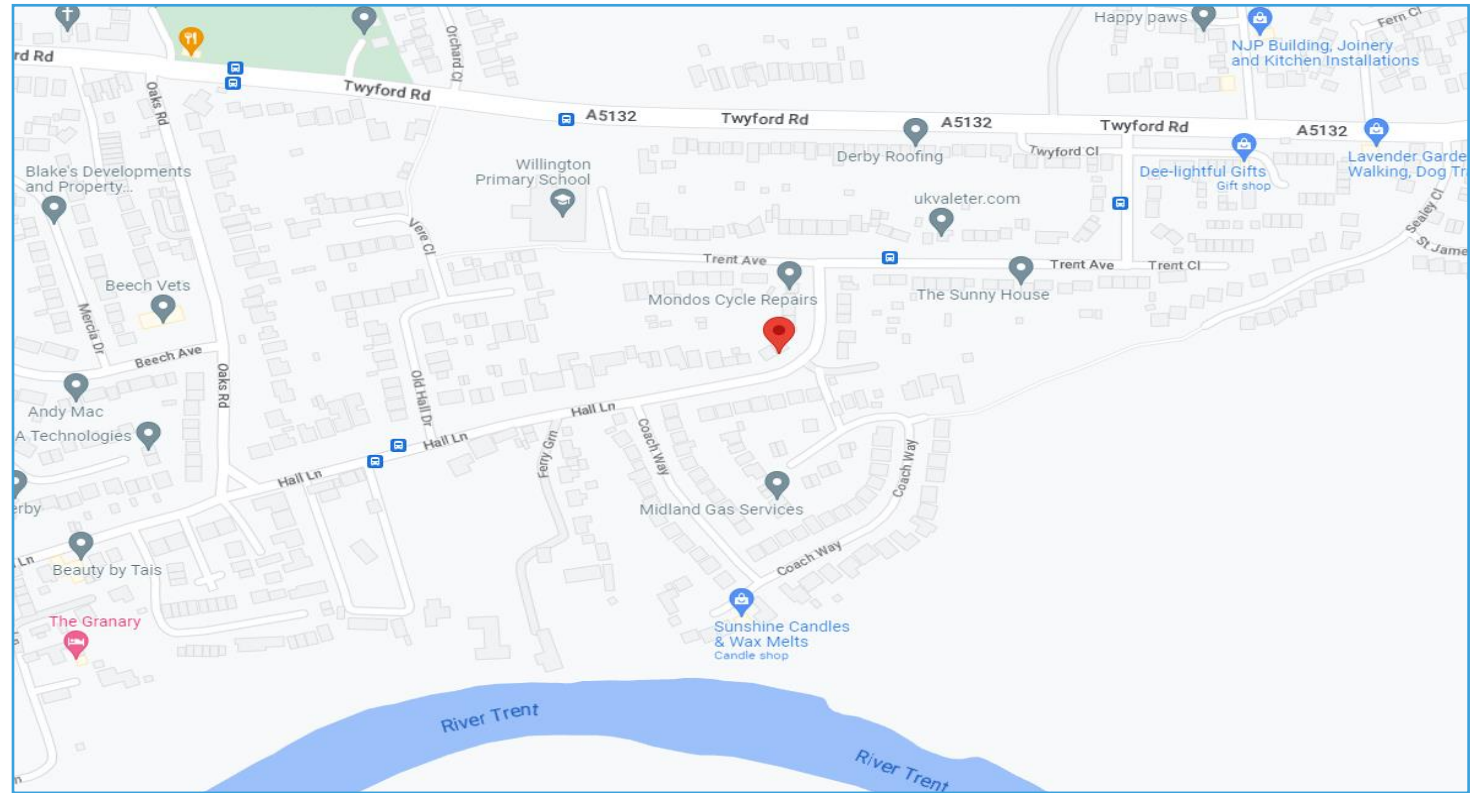 Happy paws
Fern Cl
NJP Building, Joinery
and Kitchen Installations
rd Rd
Orchard Cl
Oaks Rd
Twyford Rd
A5132
Twyford Rd
A5132
Twyford Rd
A5132
Derby Roofing
Twyford Cl
Lavender Garde
Walking, Dog Tr
Willington
Primary School
Dee-lightful Gifts
Gift shop
Blake's Developments
and Property...
ukvaleter.com
Sealey Cl
St Jame
Vere Cl
Trent Ave
Trent Ave
Trent Cl
Beech Vets
Mondos Cycle Repairs
The Sunny House
Mercia Dr
Beech Ave
Oaks Rd
Old Hall Dr
Andy Mac
Hall Ln
A Technologies
Hall Ln
Ferry Grn
Coach Way
Coach Way
Hall Ln
erby
Midland Gas Services
Ln
Beauty by Tais
Coach Way
The Granary
Sunshine Candles
& Wax Melts
Candle shop
River Trent
River Trent
n